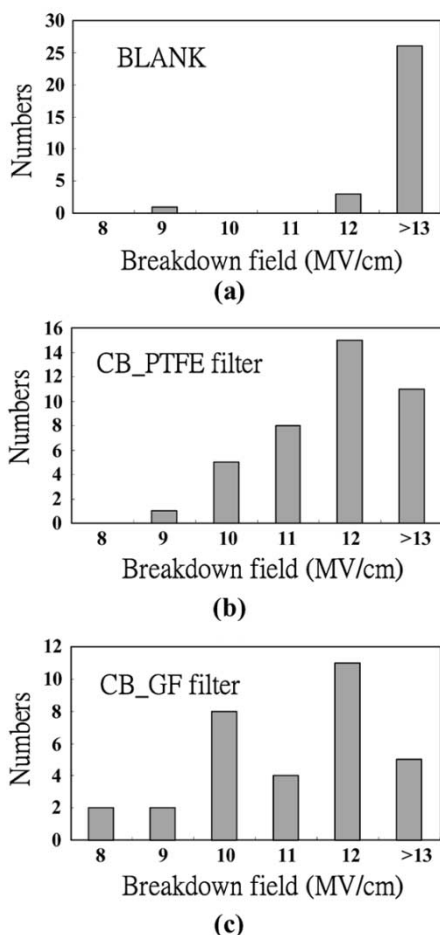 30
25
20
15
10
5
0
Numbers
BLANK
8 9 10 11 12 >13
Breakdown field (MV/cm)
(a)
16
14
12
10
8
6
4
2
0
Numbers
CB_PTFE filter
8 9 10 11 12 >13
Breakdown field (MV/cm)
(b)
12
10
8
6
4
2
0
Numbers
CB_GF filter
8 9 10 11 12 >13
Breakdown field (MV/cm)
(c)